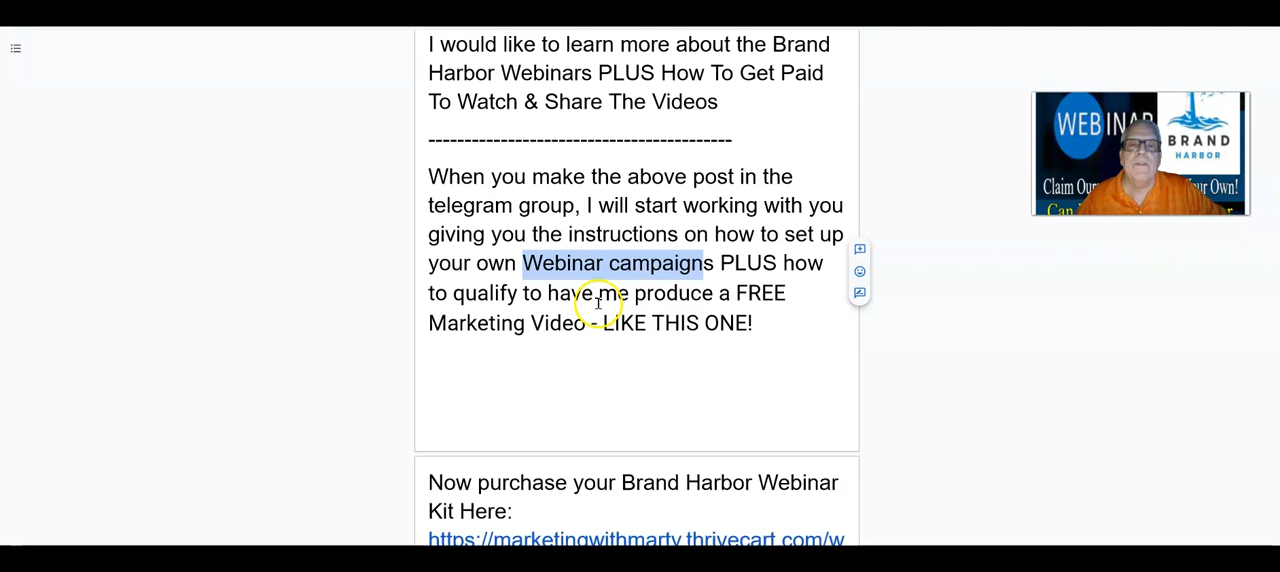 I would like to learn more about the Brand
Harbor Webinars PLUS How To Get Paid
To Watch & Share The Videos
-----------------------------------------
When you make the above post in the
telegram group, I will start working with you
giving you the instructions on how to set up
your own Webinar campaigns PLUS how
to qualify to have me produce a FREE
Marketing Video - LIKE THIS ONE!
Now purchase your Brand Harbor Webinar
Kit Here:
https://marketingwithmarty.thrivecart.com/w
WEBINAR
BRAND
HARBOR
Claim Our
Your Own!
Can